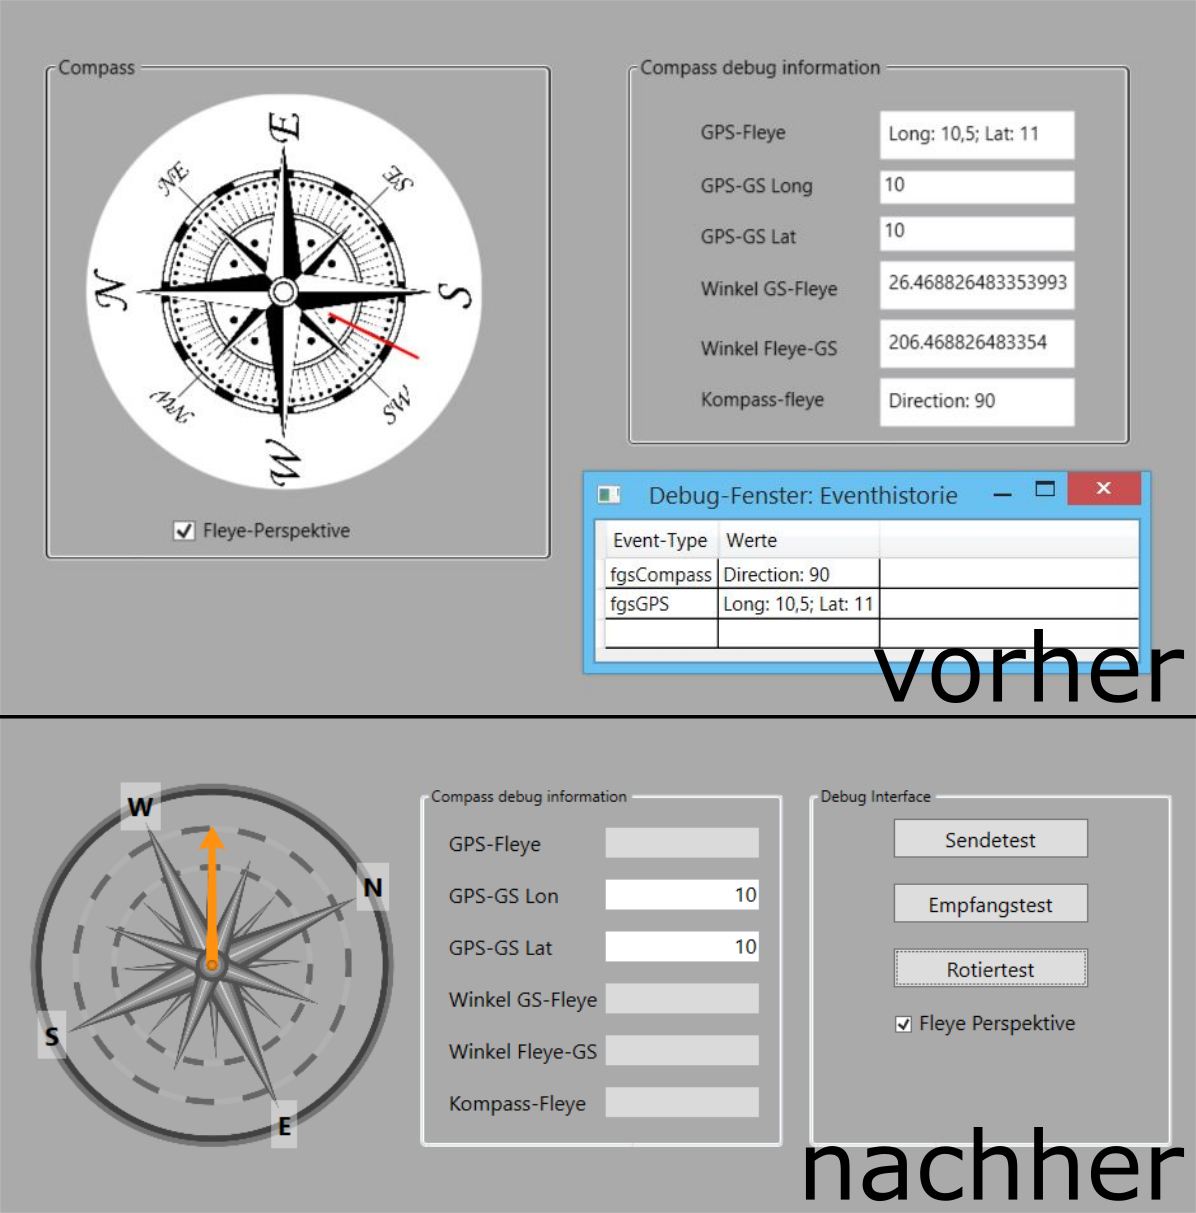 Compass
E
NE
SE
N
S
NW
SW
W
Fleye-Perspektive
Compass debug information
GPS-Fleye Long: 10,5; Lat: 11
GPS-GS Long 10
GPS-GS Lat 10
Winkel GS-Fleye 26.468826483353993
Winkel Fleye-GS 206.468826483354
Kompass-fleye Direction: 90
Debug-Fenster: Eventhistorie
Event-Type Werte
fgsCompass Direction: 90
fgsGPS Long: 10,5; Lat: 11
vorher
W
N
S
E
Compass debug information
GPS-Fleye
GPS-GS Lon 10
GPS-GS Lat 10
Winkel GS-Fleye
Winkel Fleye-GS
Kompass-Fleye
Debug Interface
Sendetest
Empfangstest
Rotiertest
Fleye Perspektive
nachher